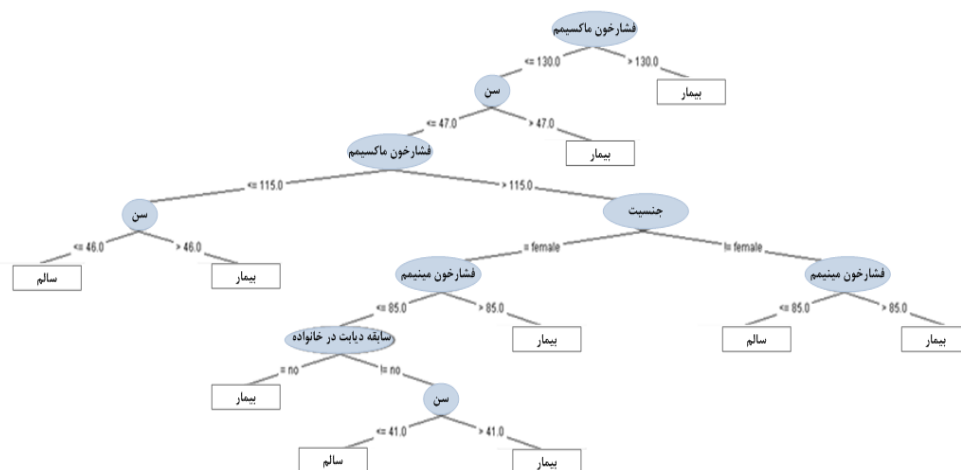 فشارخون ماکسیمم
<= 130.0 > 130.0
سن بیمار
<= 47.0 > 47.0
فشارخون ماکسیمم بیمار
<= 115.0 > 115.0
سن جنسیت
<= 46.0 > 46.0 = female != female
سالم بیمار فشارخون مینیمم فشارخون مینیمم
<= 85.0 > 85.0 <= 85.0 > 85.0
سابقه دیابت در خانواده بیمار سالم بیمار
= no != no
بیمار سن
<= 41.0 > 41.0
سالم بیمار